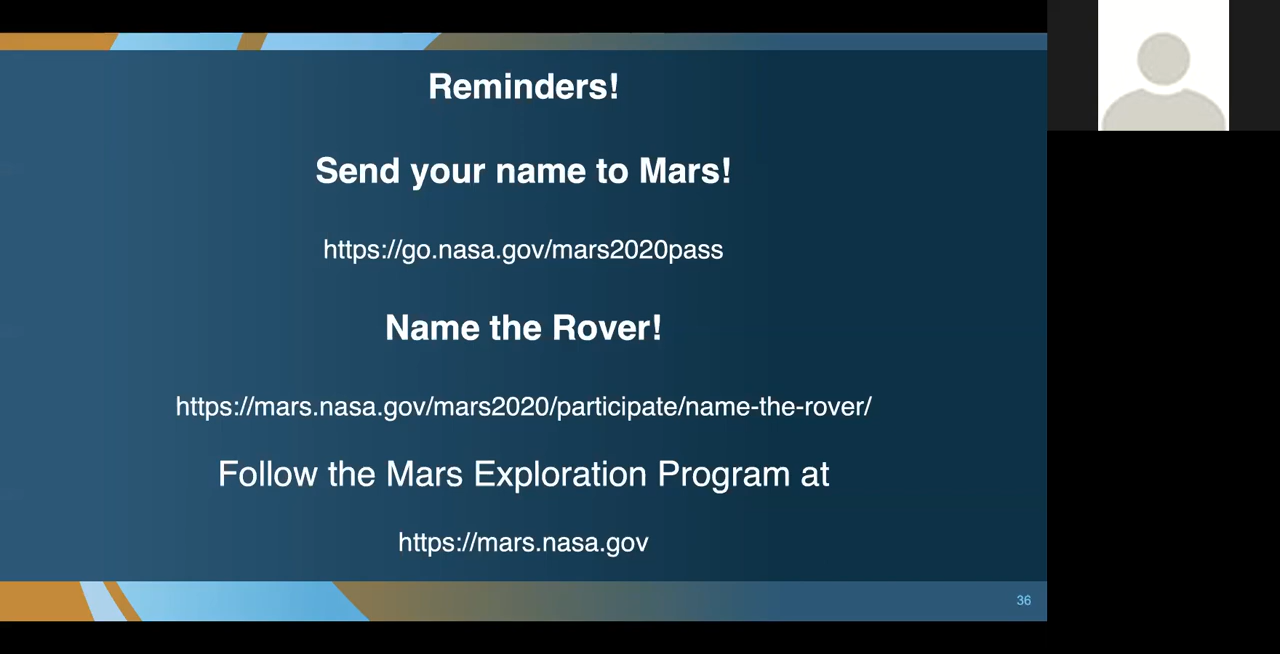 Reminders!
Send your name to Mars!
https://go.nasa.gov/mars2020pass
Name the Rover!
https://mars.nasa.gov/mars2020/participate/name-the-rover/
Follow the Mars Exploration Program at
https://mars.nasa.gov
36